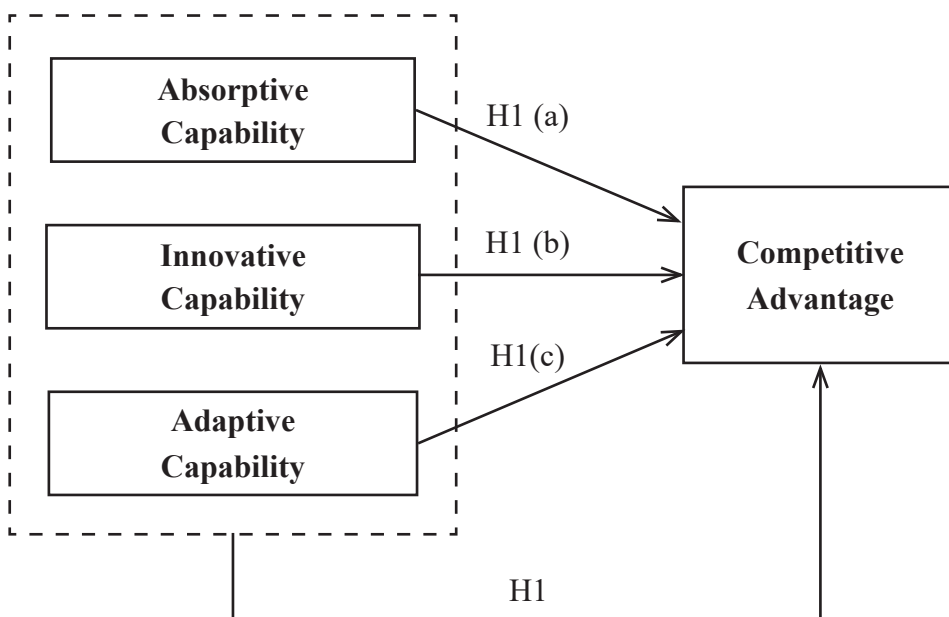 Absorptive
Capability
H1 (a)
Innovative
Capability
H1 (b)
Competitive
Advantage
H1(c)
Adaptive
Capability
H1